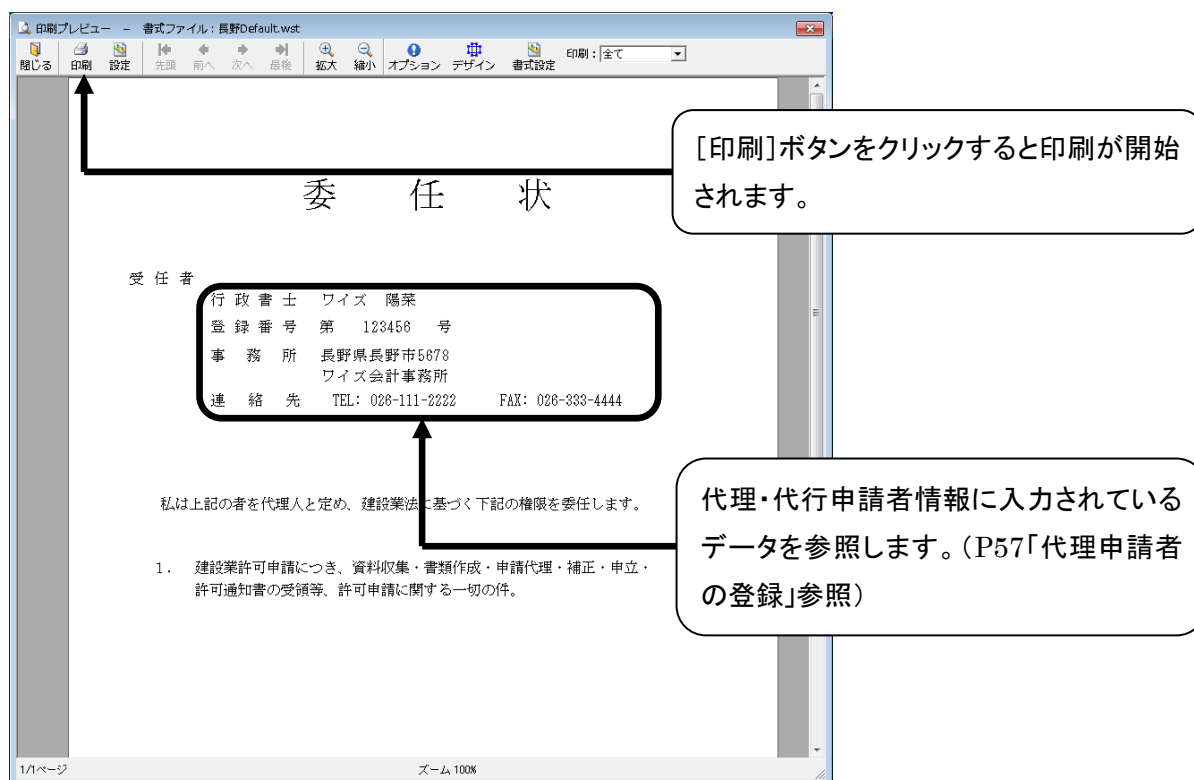 印刷プレビュー － 書式ファイル：長野Default.wst
閉じる 印刷 設定 先頭 前へ 次へ 最後 拡大 縮小 オプション デザイン 書式設定 印刷：全て
[印刷]ボタンをクリックすると印刷が開始
されます。
委 任 状
受 任 者
行 政 書 士 ワイズ 陽菜
登 録 番 号 第 123456 号
事 務 所 長野県長野市5678
ワイズ会計事務所
連 絡 先 TEL: 026-111-2222 FAX: 026-333-4444
私は上記の者を代理人と定め、建設業法に基づく下記の権限を委任します。
代理・代行申請者情報に入力されている
データを参照します。（P57「代理申請者
の登録」参照）
1. 建設業許可申請につき、資料収集・書類作成・申請代理・補正・申立・
許可通知書の受領等、許可申請に関する一切の件。
1/1ページ ズーム 100%